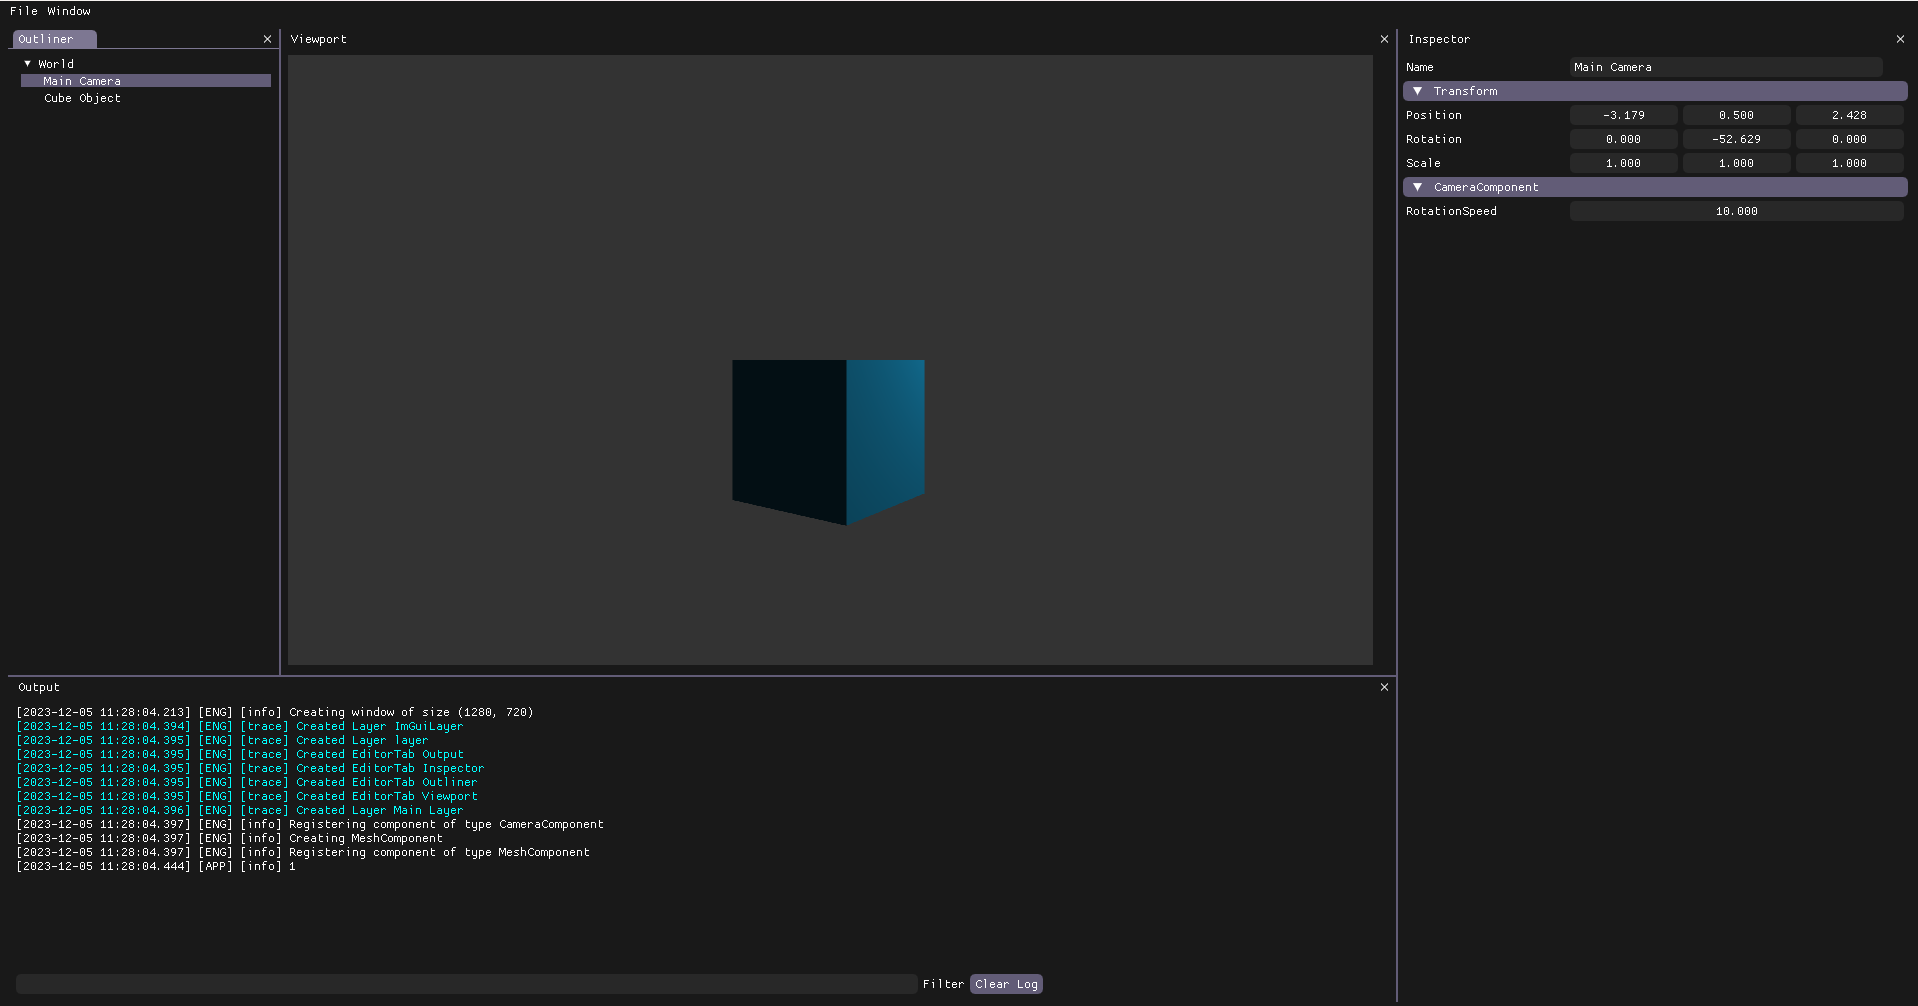 File Window
Outliner
World
Main Camera
Cube Object
Viewport
Inspector
Name Main Camera
Transform
Position -3.179 0.500 2.428
Rotation 0.000 -52.629 0.000
Scale 1.000 1.000 1.000
CameraComponent
RotationSpeed 10.000
Output
[2023-12-05 11:28:04.213] [ENG] [info] Creating window of size (1280, 720)
[2023-12-05 11:28:04.394] [ENG] [trace] Created Layer ImGuiLayer
[2023-12-05 11:28:04.395] [ENG] [trace] Created Layer layer
[2023-12-05 11:28:04.395] [ENG] [trace] Created EditorTab Output
[2023-12-05 11:28:04.395] [ENG] [trace] Created EditorTab Inspector
[2023-12-05 11:28:04.395] [ENG] [trace] Created EditorTab Outliner
[2023-12-05 11:28:04.395] [ENG] [trace] Created EditorTab Viewport
[2023-12-05 11:28:04.396] [ENG] [trace] Created Layer Main Layer
[2023-12-05 11:28:04.397] [ENG] [info] Registering component of type CameraComponent
[2023-12-05 11:28:04.397] [ENG] [info] Creating MeshComponent
[2023-12-05 11:28:04.397] [ENG] [info] Registering component of type MeshComponent
[2023-12-05 11:28:04.444] [APP] [info] 1
Filter Clear Log